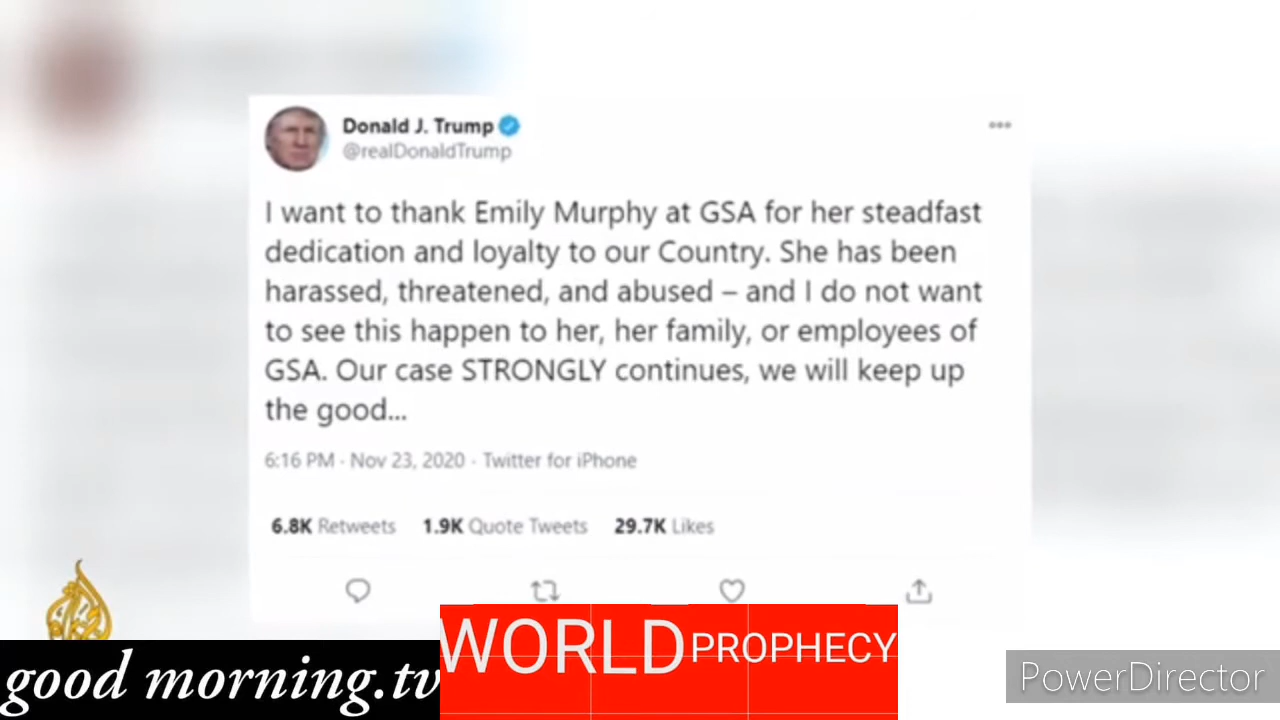 Donald J. Trump
@realDonaldTrump
I want to thank Emily Murphy at GSA for her steadfast
dedication and loyalty to our Country. She has been
harassed, threatened, and abused – and I do not want
to see this happen to her, her family, or employees of
GSA. Our case STRONGLY continues, we will keep up
the good...
6:16 PM · Nov 23, 2020 · Twitter for iPhone
6.8K Retweets 1.9K Quote Tweets 29.7K Likes
good morning.tv
WORLD PROPHECY
PowerDirector